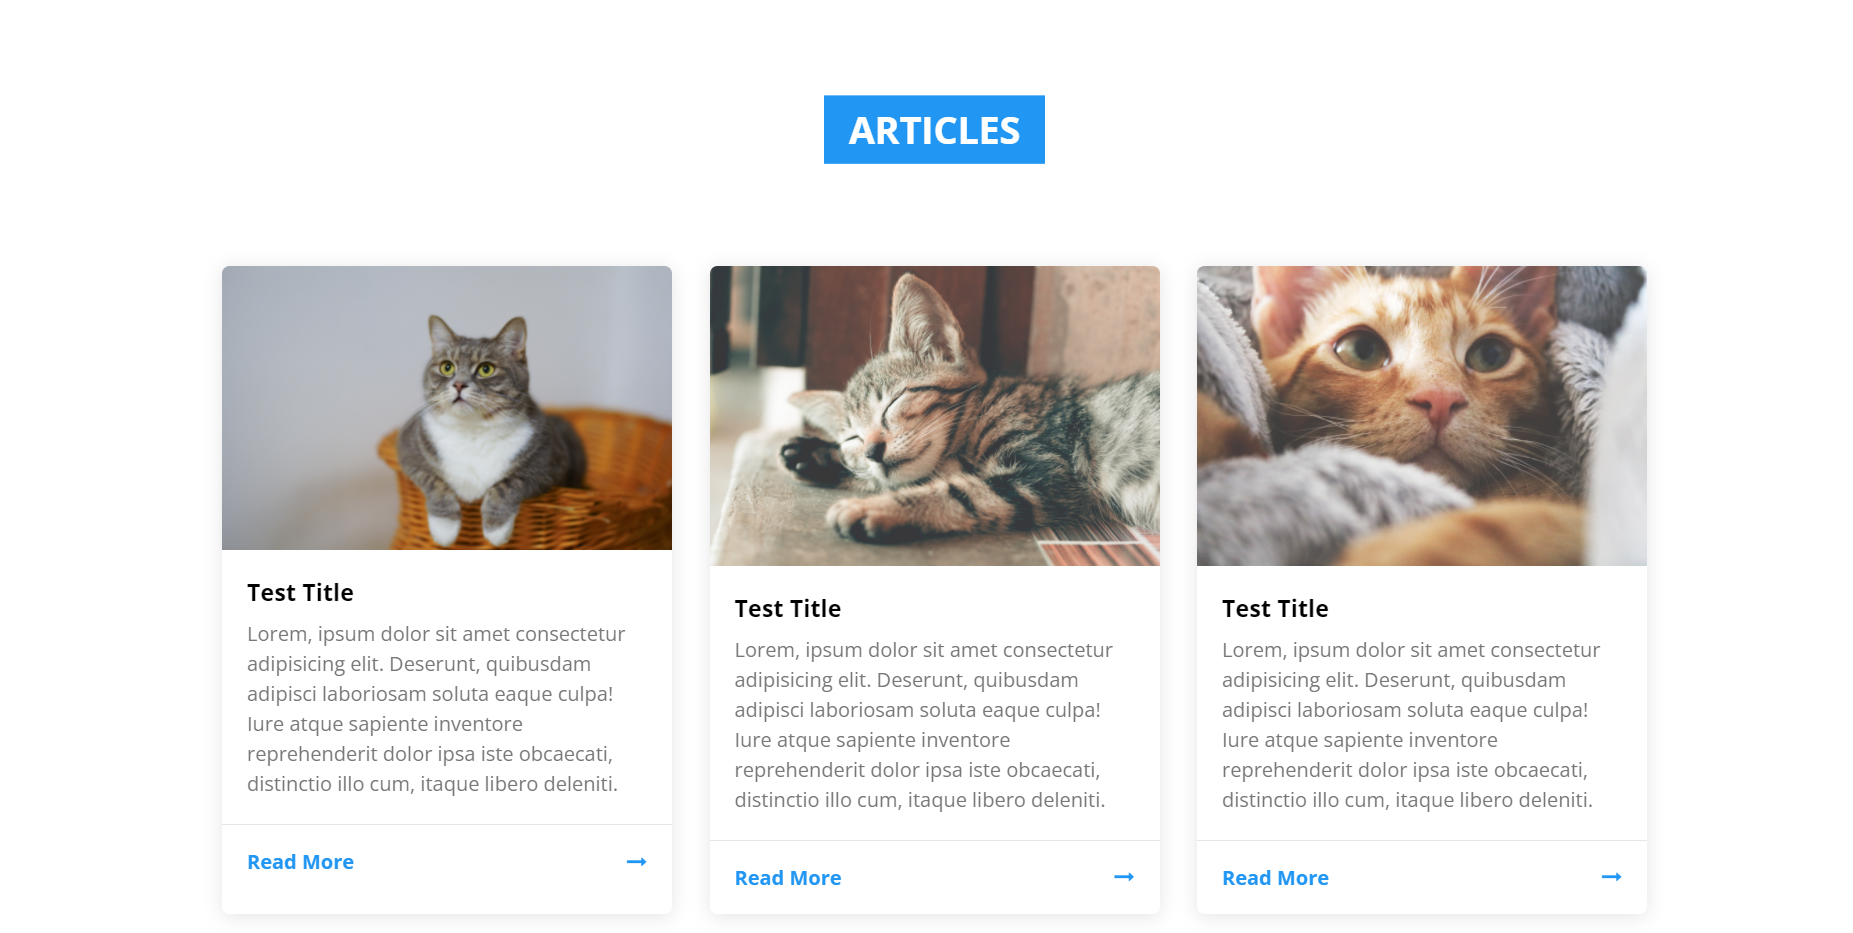 ARTICLES
Test Title
Lorem, ipsum dolor sit amet consectetur
adipisicing elit. Deserunt, quibusdam
adipisci laboriosam soluta eaque culpa!
Iure atque sapiente inventore
reprehenderit dolor ipsa iste obcaecati,
distinctio illo cum, itaque libero deleniti.
Read More
Test Title
Lorem, ipsum dolor sit amet consectetur
adipisicing elit. Deserunt, quibusdam
adipisci laboriosam soluta eaque culpa!
Iure atque sapiente inventore
reprehenderit dolor ipsa iste obcaecati,
distinctio illo cum, itaque libero deleniti.
Read More
Test Title
Lorem, ipsum dolor sit amet consectetur
adipisicing elit. Deserunt, quibusdam
adipisci laboriosam soluta eaque culpa!
Iure atque sapiente inventore
reprehenderit dolor ipsa iste obcaecati,
distinctio illo cum, itaque libero deleniti.
Read More